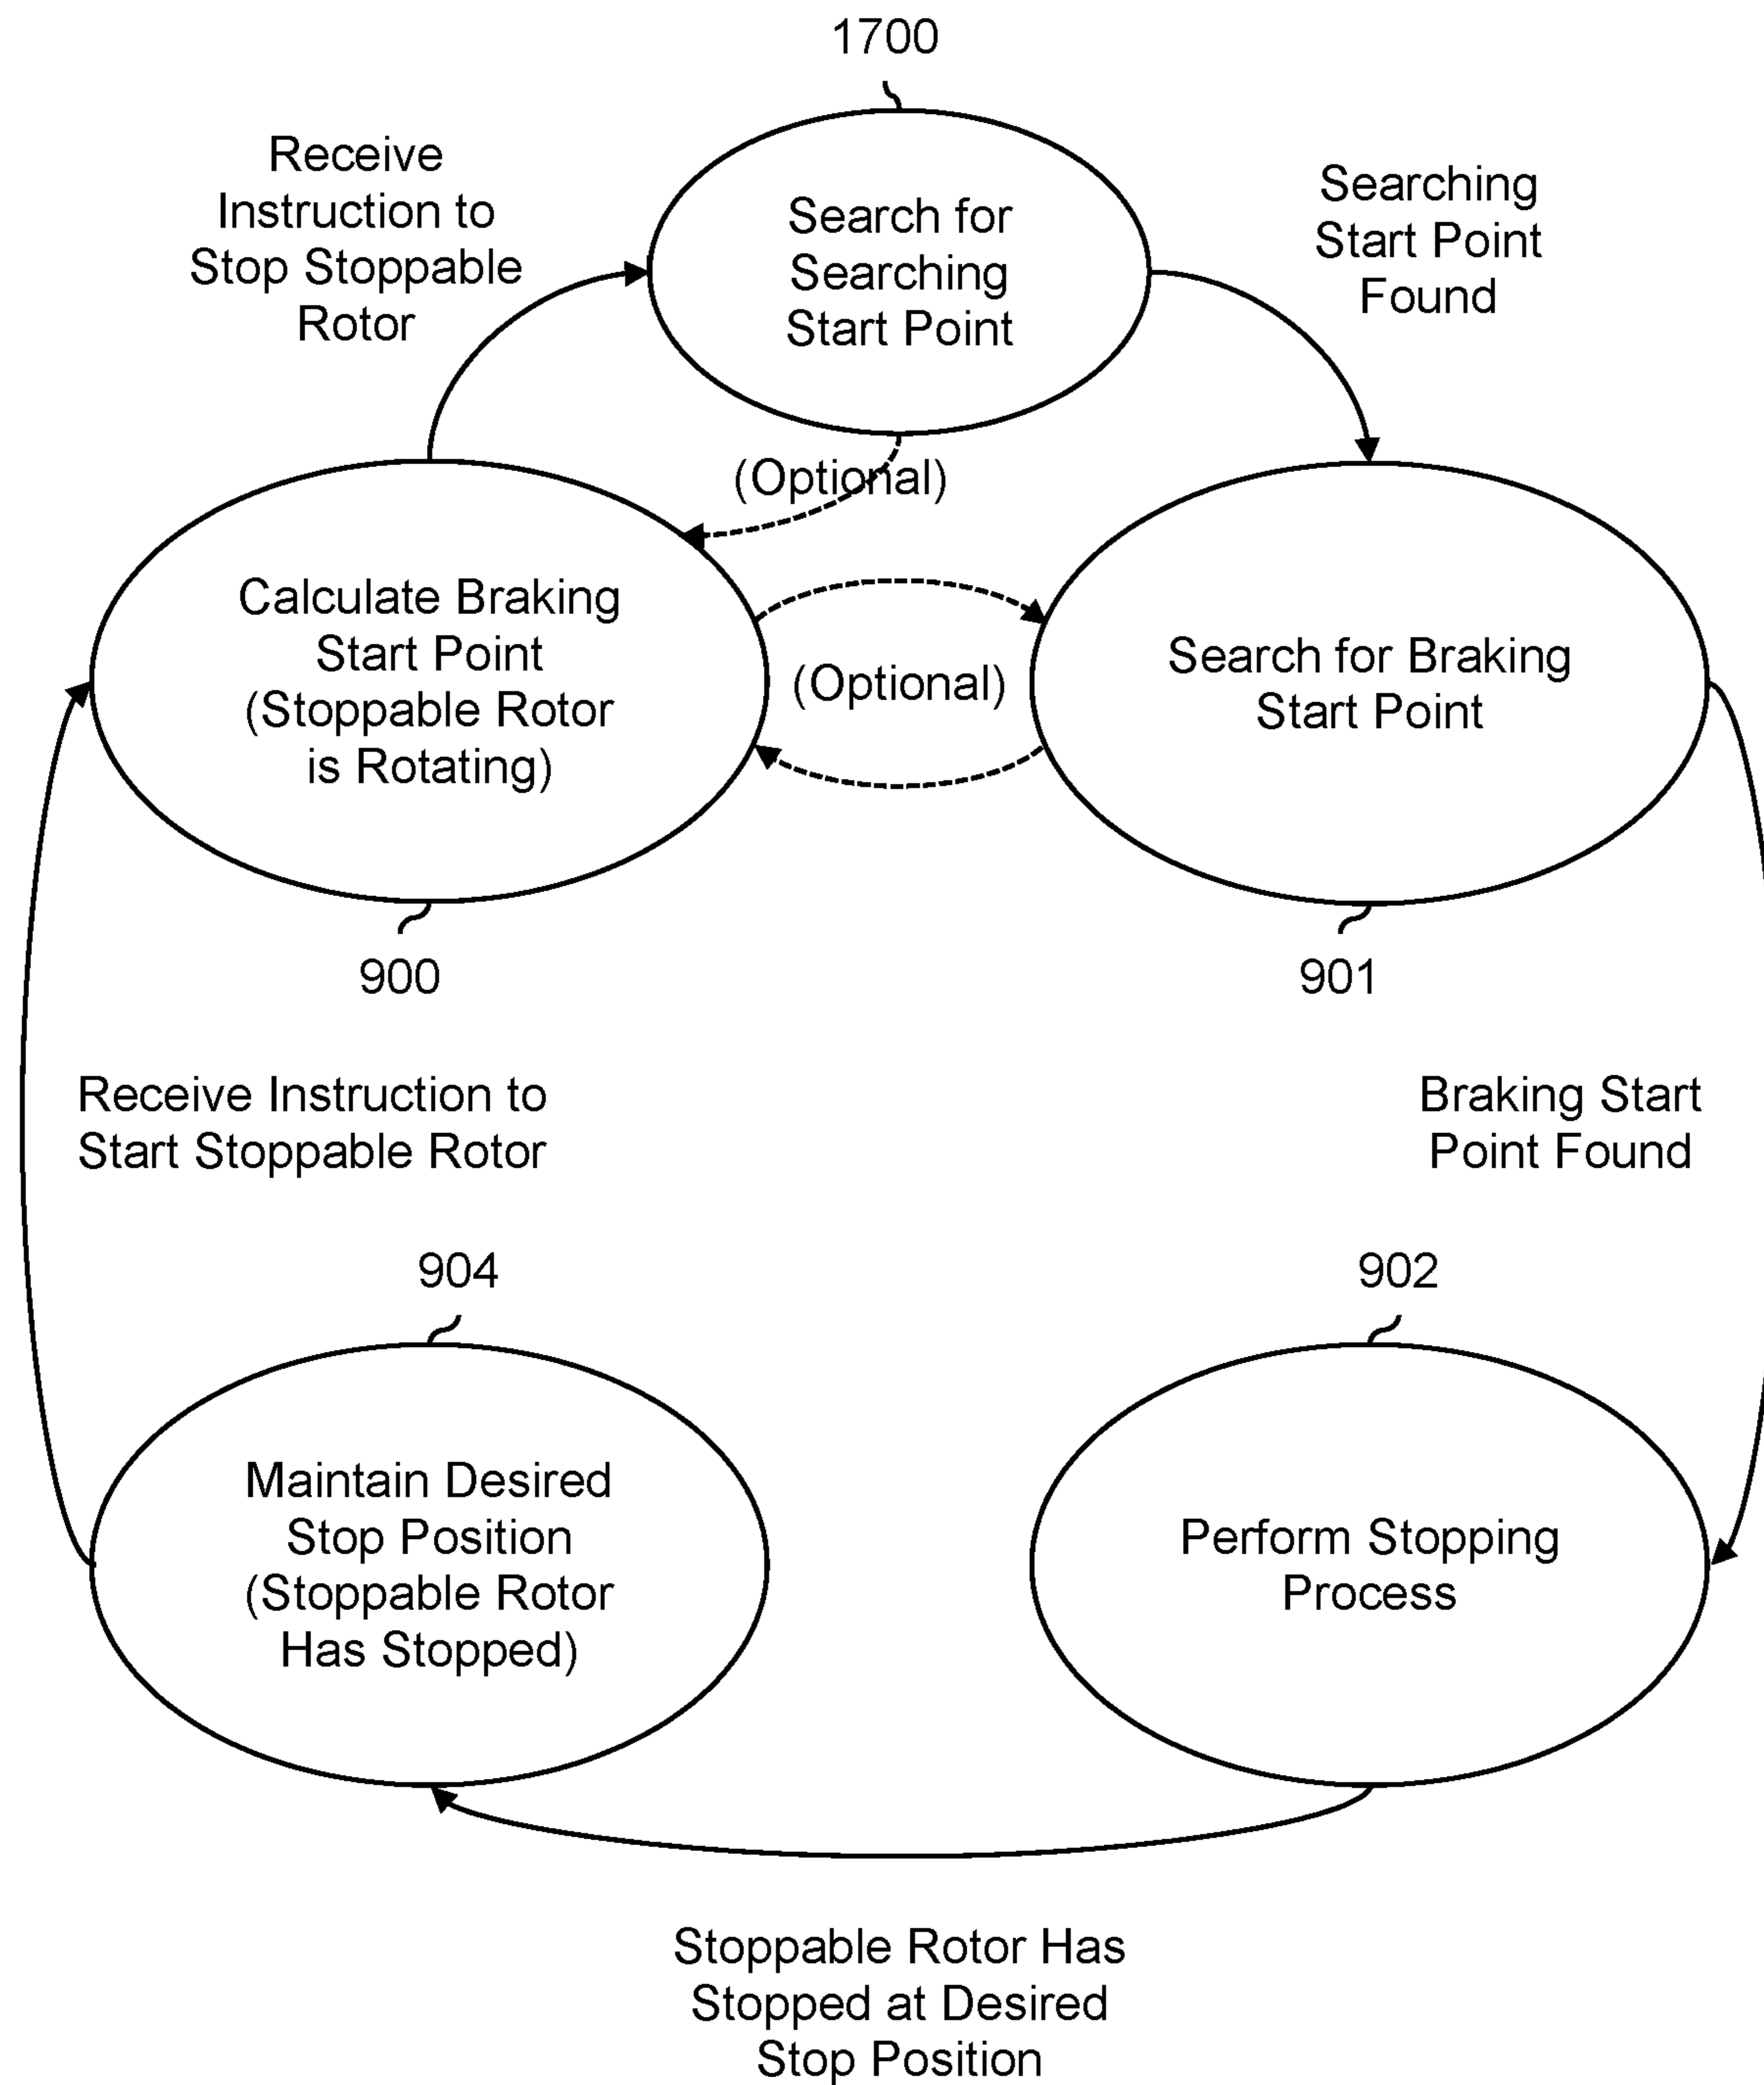 1700
Receive
Instruction to
Stop Stoppable
Rotor
Search for
Searching
Start Point
Searching
Start Point
Found
(Optional)
Calculate Braking
Start Point
(Stoppable Rotor
is Rotating)
(Optional)
Search for Braking
Start Point
900
901
Receive Instruction to
Start Stoppable Rotor
Braking Start
Point Found
904
902
Maintain Desired
Stop Position
(Stoppable Rotor
Has Stopped)
Perform Stopping
Process
Stoppable Rotor Has
Stopped at Desired
Stop Position